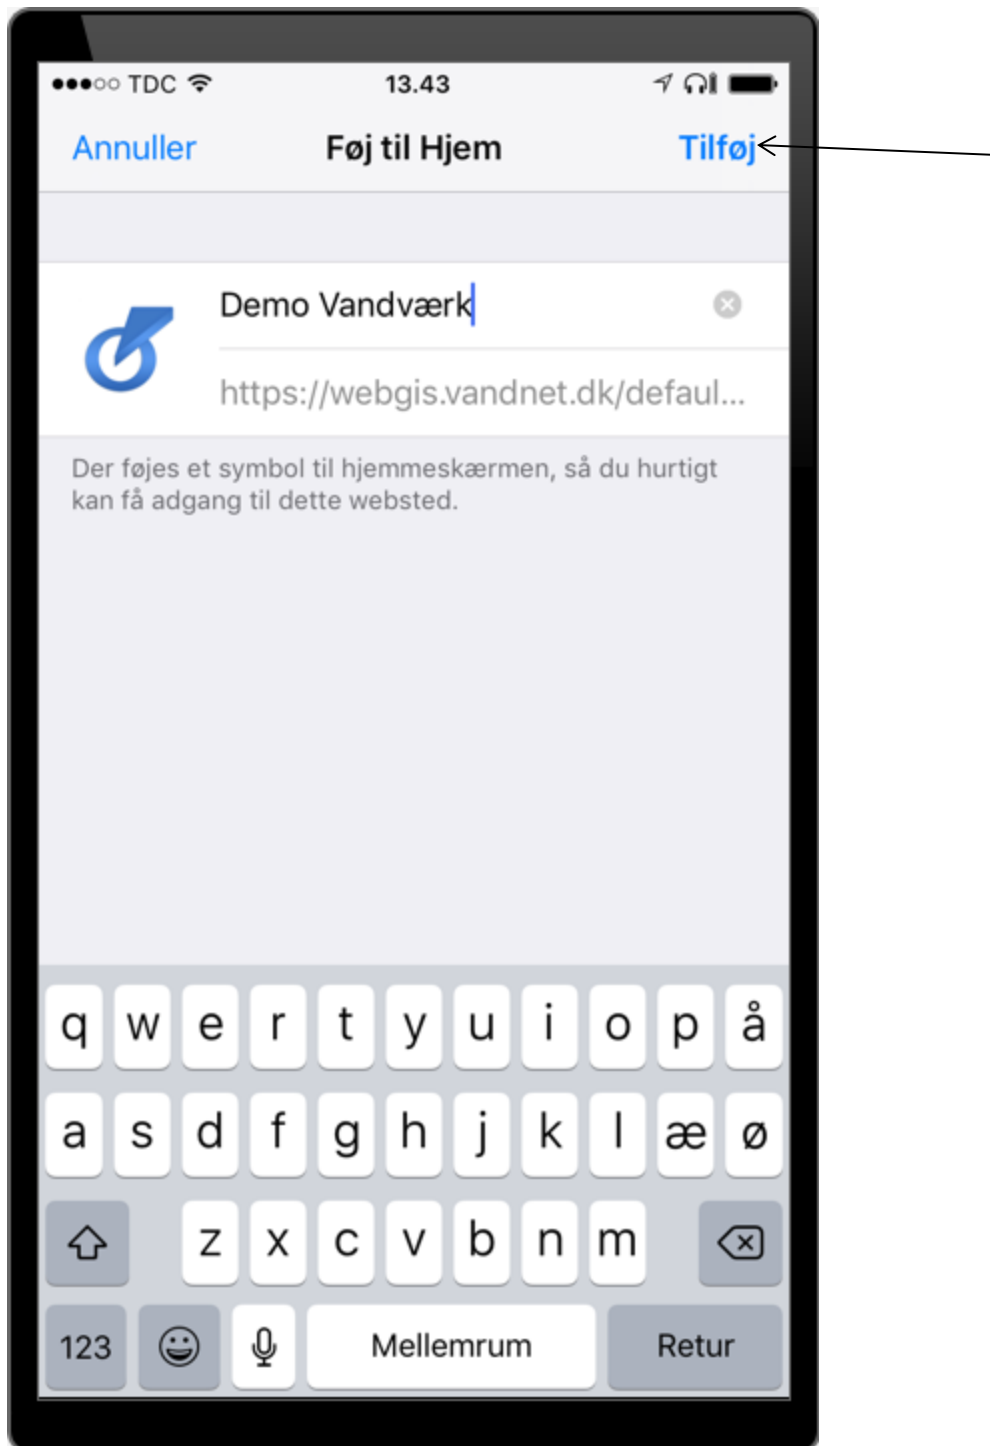 TDC 13.43
Annuller Føj til Hjem Tilføj
Demo Vandværk
https://webgis.vandnet.dk/defaul...
Der føjes et symbol til hjemmeskærmen, så du hurtigt
kan få adgang til dette websted.
q w e r t y u i o p å
a s d f g h j k l æ ø
z x c v b n m
123 Mellemrum Retur